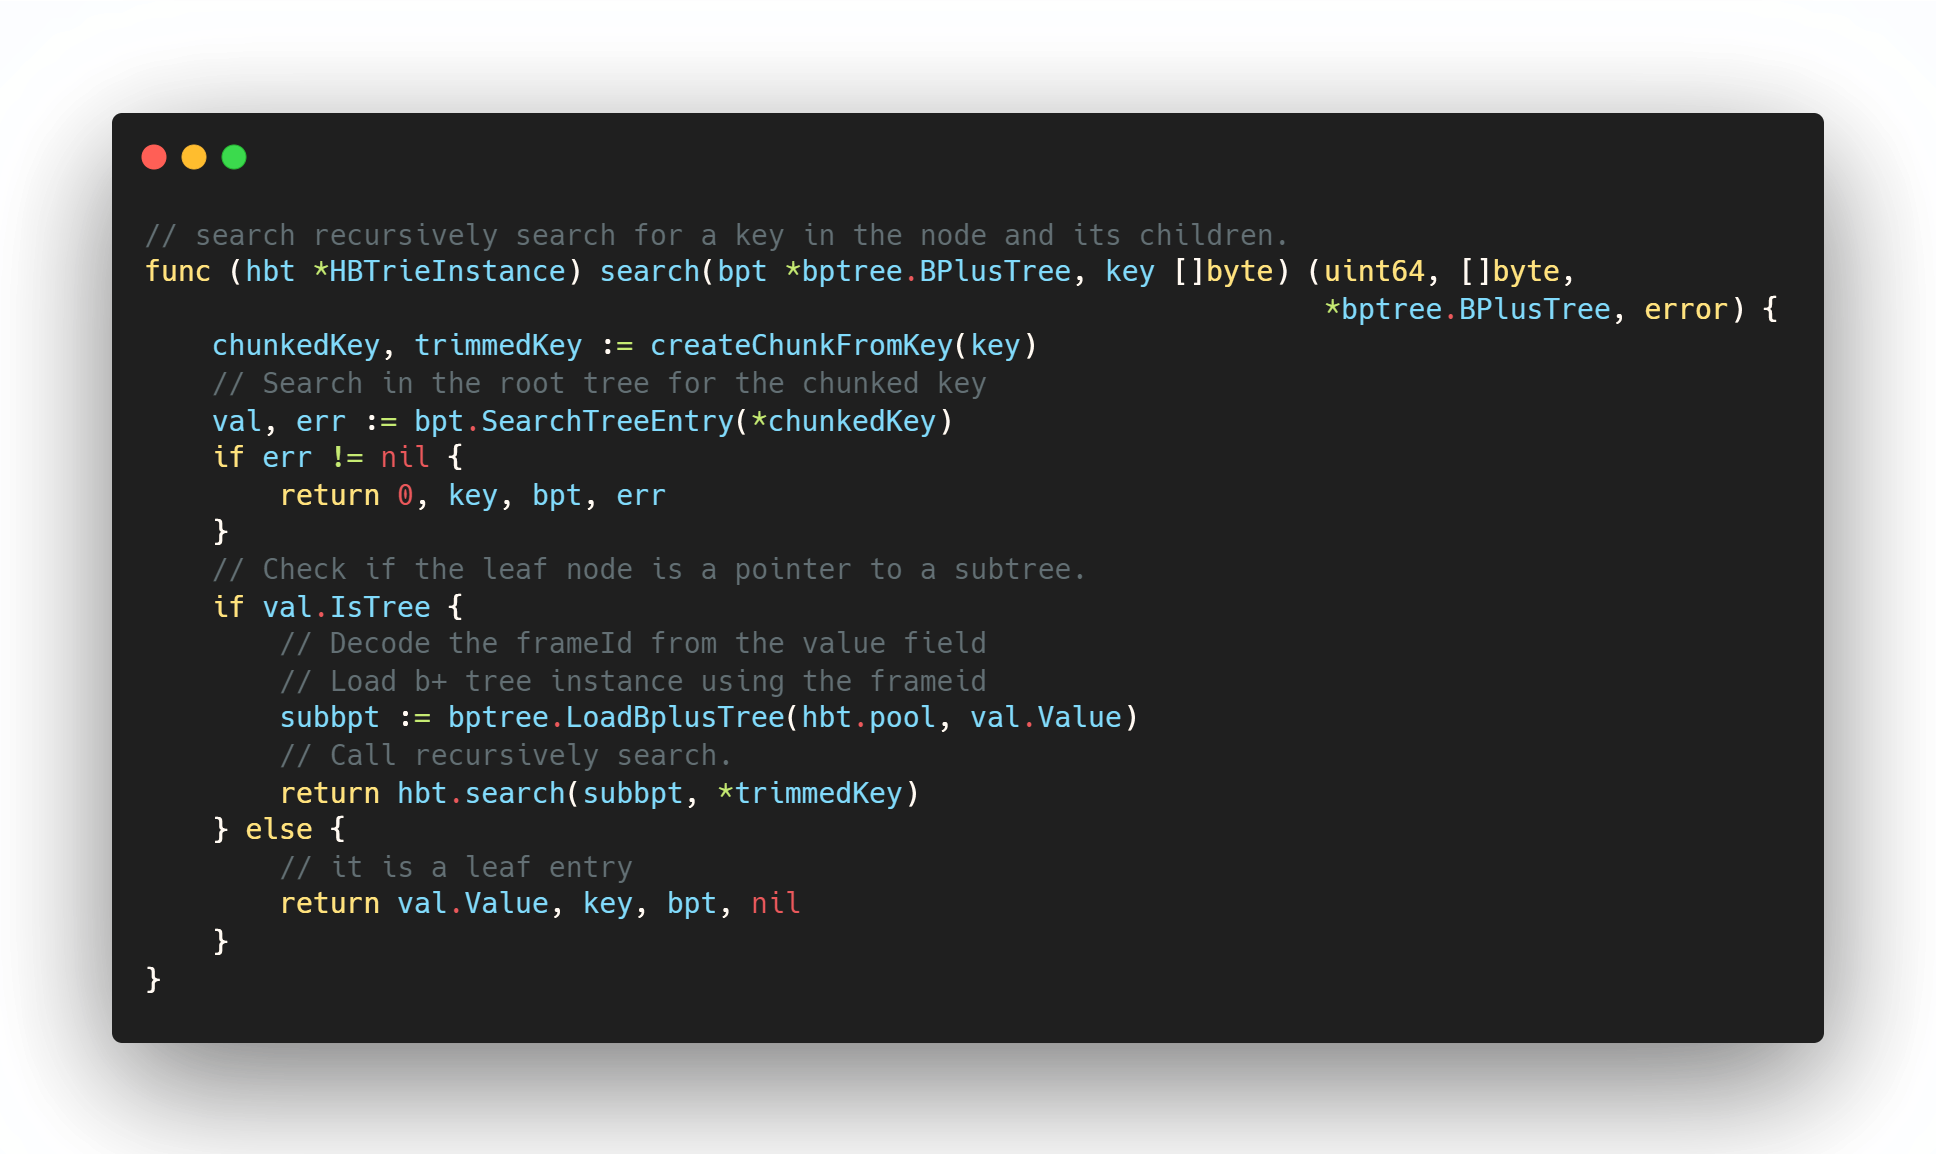 // search recursively search for a key in the node and its children.
func (hbt *HBTrieInstance) search(bpt *bptree.BPlusTree, key []byte) (uint64, []byte,
                                                                      *bptree.BPlusTree, error) {
    chunkedKey, trimmedKey := createChunkFromKey(key)
    // Search in the root tree for the chunked key
    val, err := bpt.SearchTreeEntry(*chunkedKey)
    if err != nil {
        return 0, key, bpt, err
    }
    // Check if the leaf node is a pointer to a subtree.
    if val.IsTree {
        // Decode the frameId from the value field
        // Load b+ tree instance using the frameid
        subbpt := bptree.LoadBplusTree(hbt.pool, val.Value)
        // Call recursively search.
        return hbt.search(subbpt, *trimmedKey)
    } else {
        // it is a leaf entry
        return val.Value, key, bpt, nil
    }
}